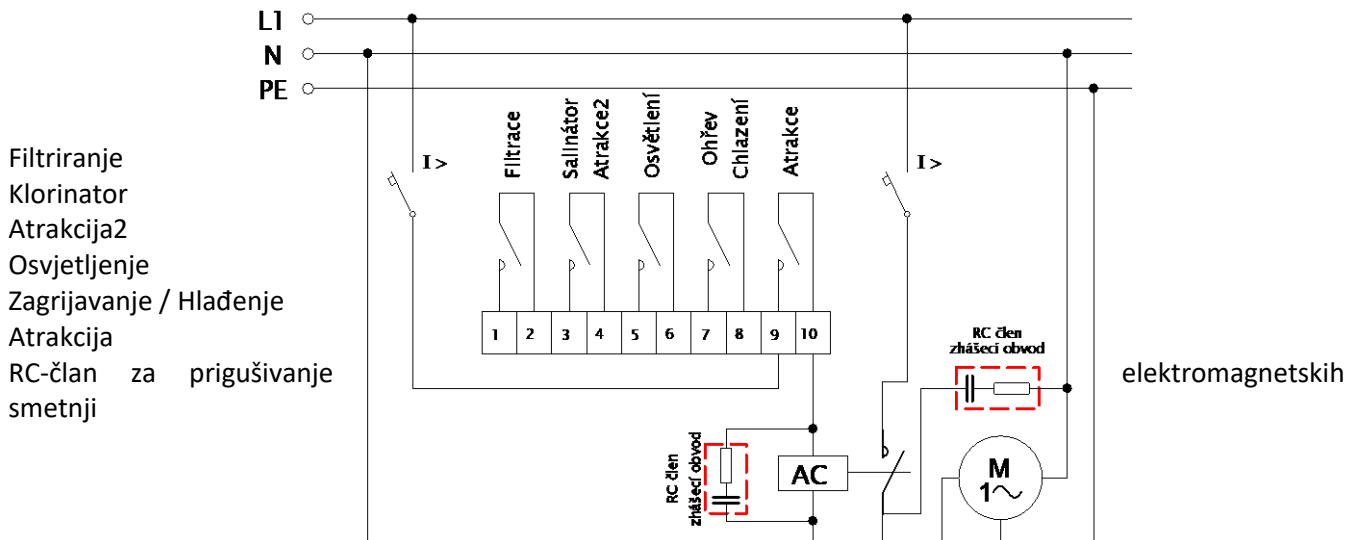 L1
N
PE
Filtriranje
Klorinator
Atrakcija2
Osvjetljenje
Zagrijavanje / Hlađenje
Atrakcija
RC-član za prigušivanje elektromagnetskih
smetnji
I >
Filtrace
Salinátor
Atrakce2
Osvětlení
Ohřev
Chlazení
Atrakce
I >
1 2 3 4 5 6 7 8 9 10
RC člen
zhášecí obvod
RC člen
zhášecí obvod
AC
M
1~